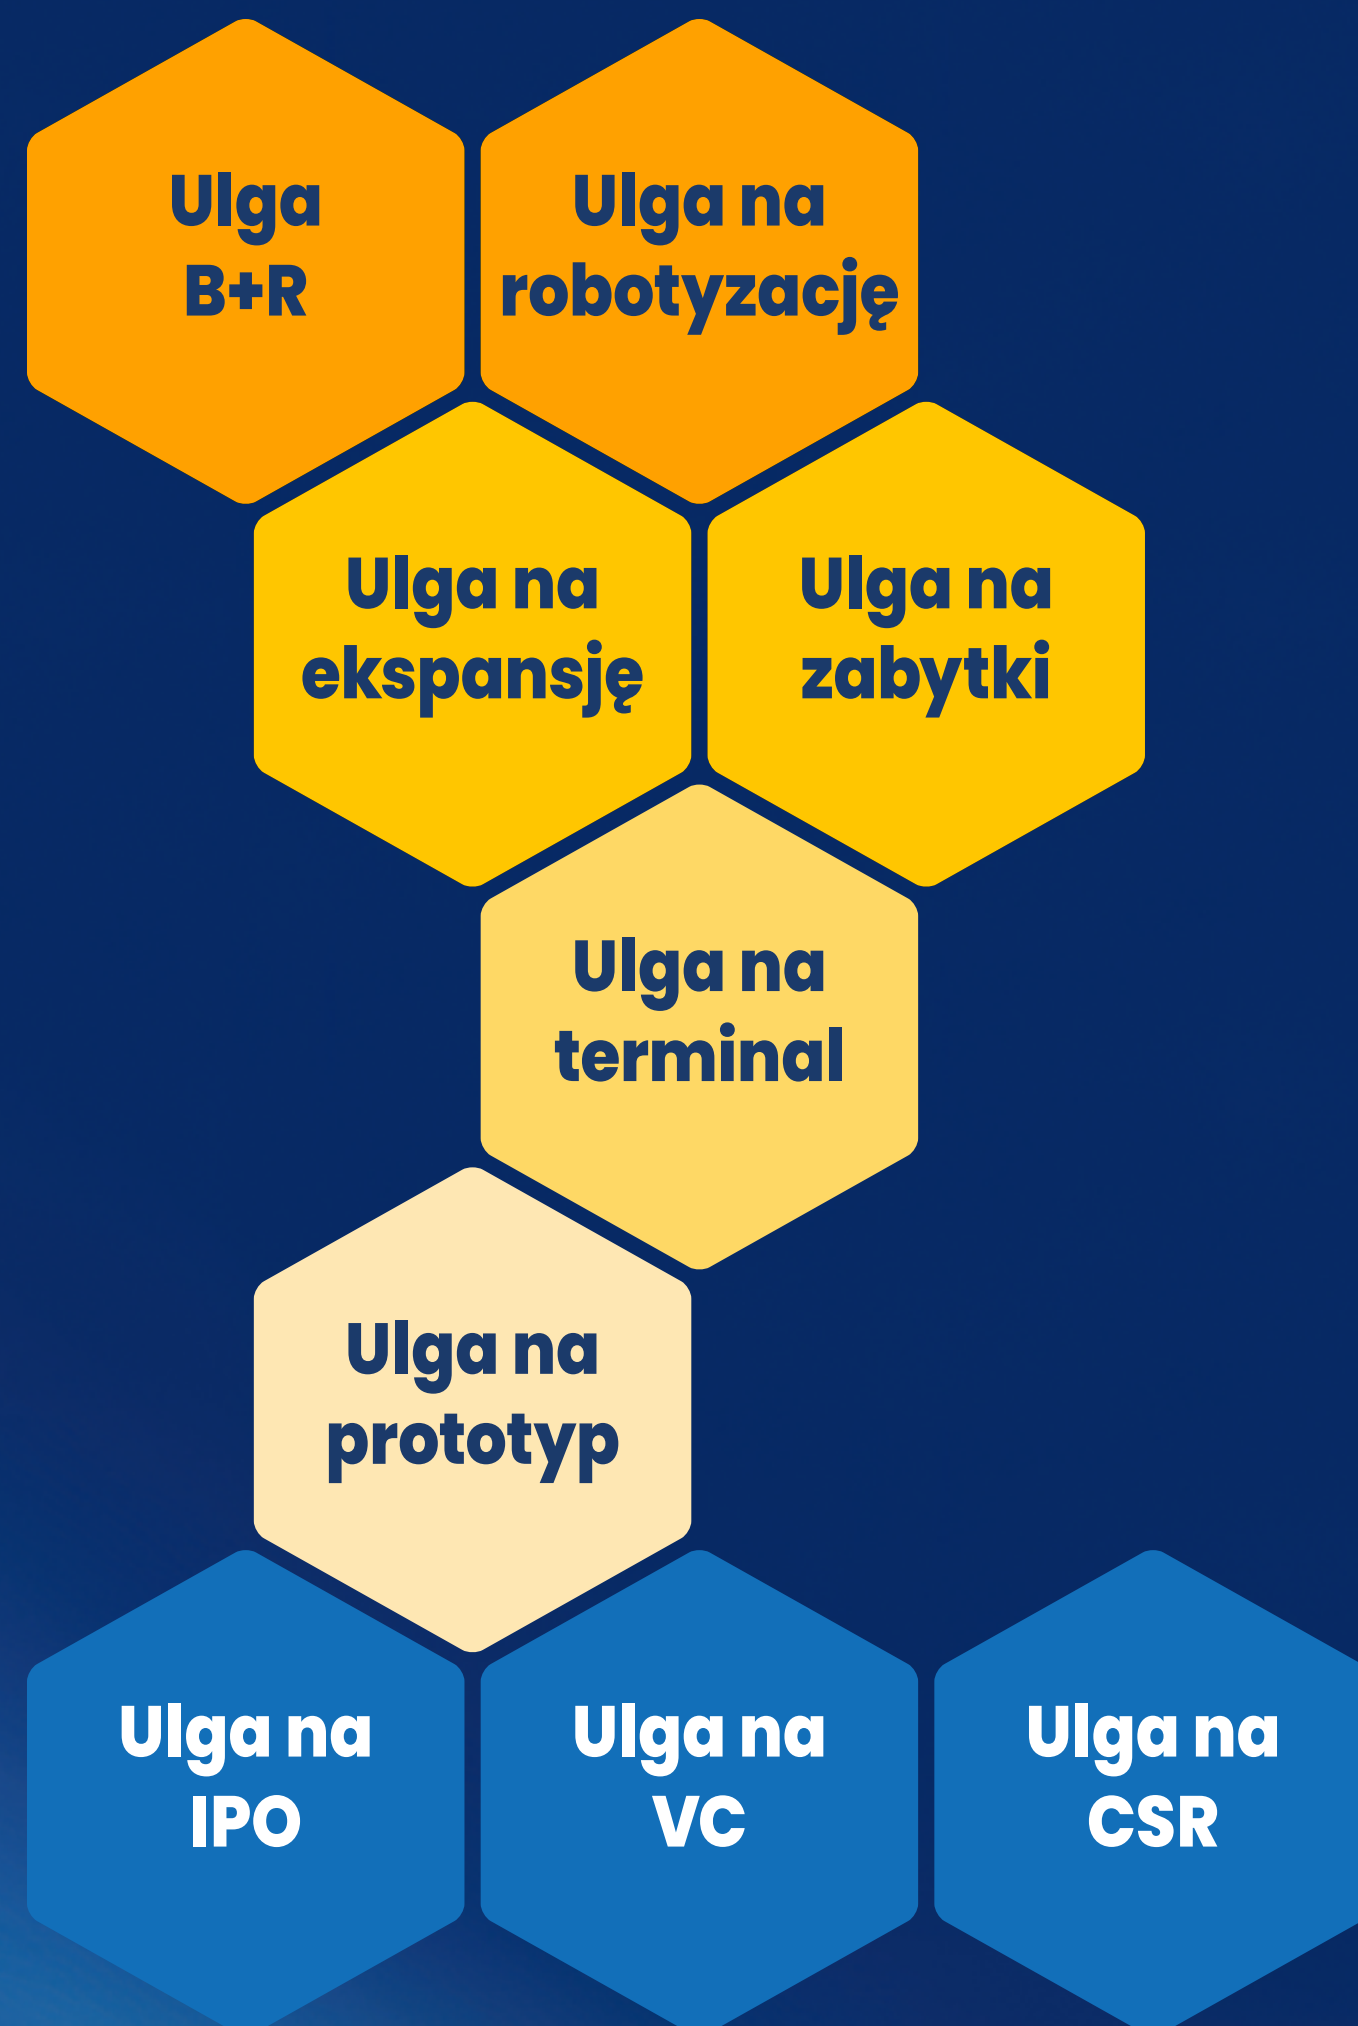 Ulga
B+R
Ulga na
robotyzację
Ulga na
ekspansję
Ulga na
zabytki
Ulga na
terminal
Ulga na
prototyp
Ulga na
IPO
Ulga na
VC
Ulga na
CSR